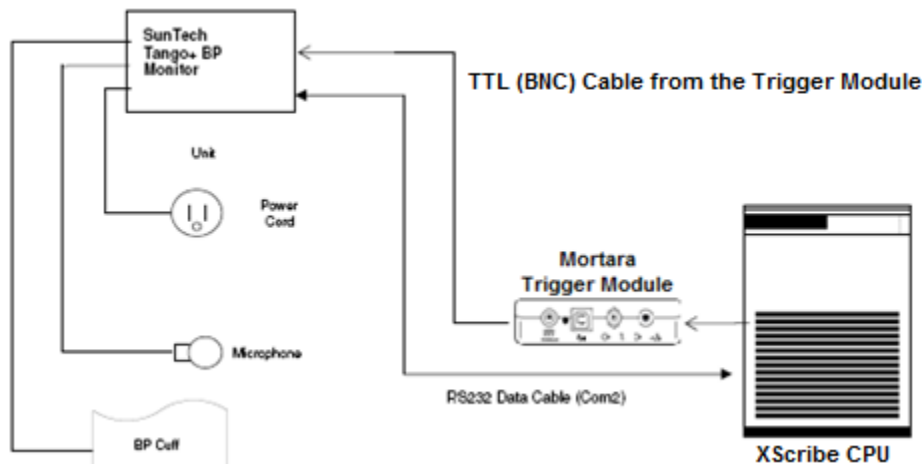 SunTech
Tango+ BP
Monitor
TTL (BNC) Cable from the Trigger Module
Unit
Power
Cord
Mortara
Trigger Module
Microphone
RS232 Data Cable (Com2)
BP Cuff
XScribe CPU